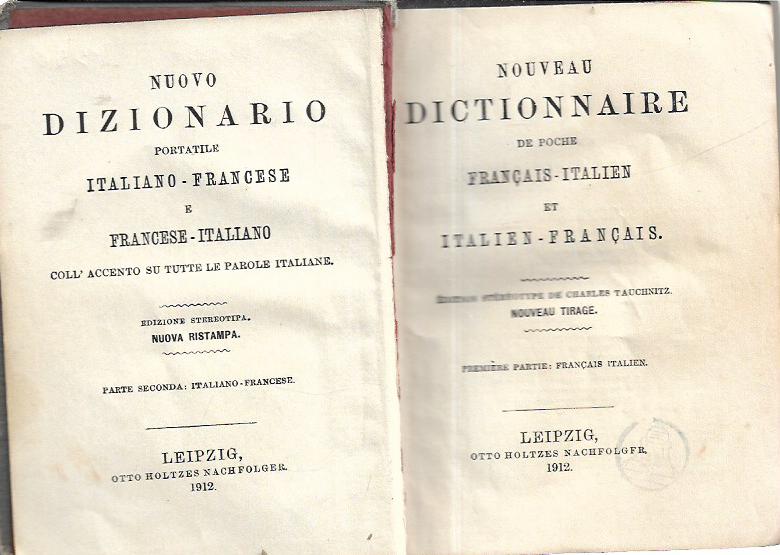 NUOVO
DIZIONARIO
PORTATILE
ITALIANO-FRANCESE
E
FRANCESE-ITALIANO
COLL' ACCENTO SU TUTTE LE PAROLE ITALIANE.
EDIZIONE STEREOTIPA.
NUOVA RISTAMPA.
PARTE SECONDA: ITALIANO-FRANCESE.
LEIPZIG,
OTTO HOLTZES NACHFOLGER.
1912.
NOUVEAU
DICTIONNAIRE
DE POCHE
FRANÇAIS-ITALIEN
ET
ITALIEN-FRANÇAIS.
ÉDITION STÉRÉOTYPE DE CHARLES TAUCHNITZ.
NOUVEAU TIRAGE.
PREMIÈRE PARTIE: FRANÇAIS ITALIEN.
LEIPZIG,
OTTO HOLTZES NACHFOLGFR,
1912.